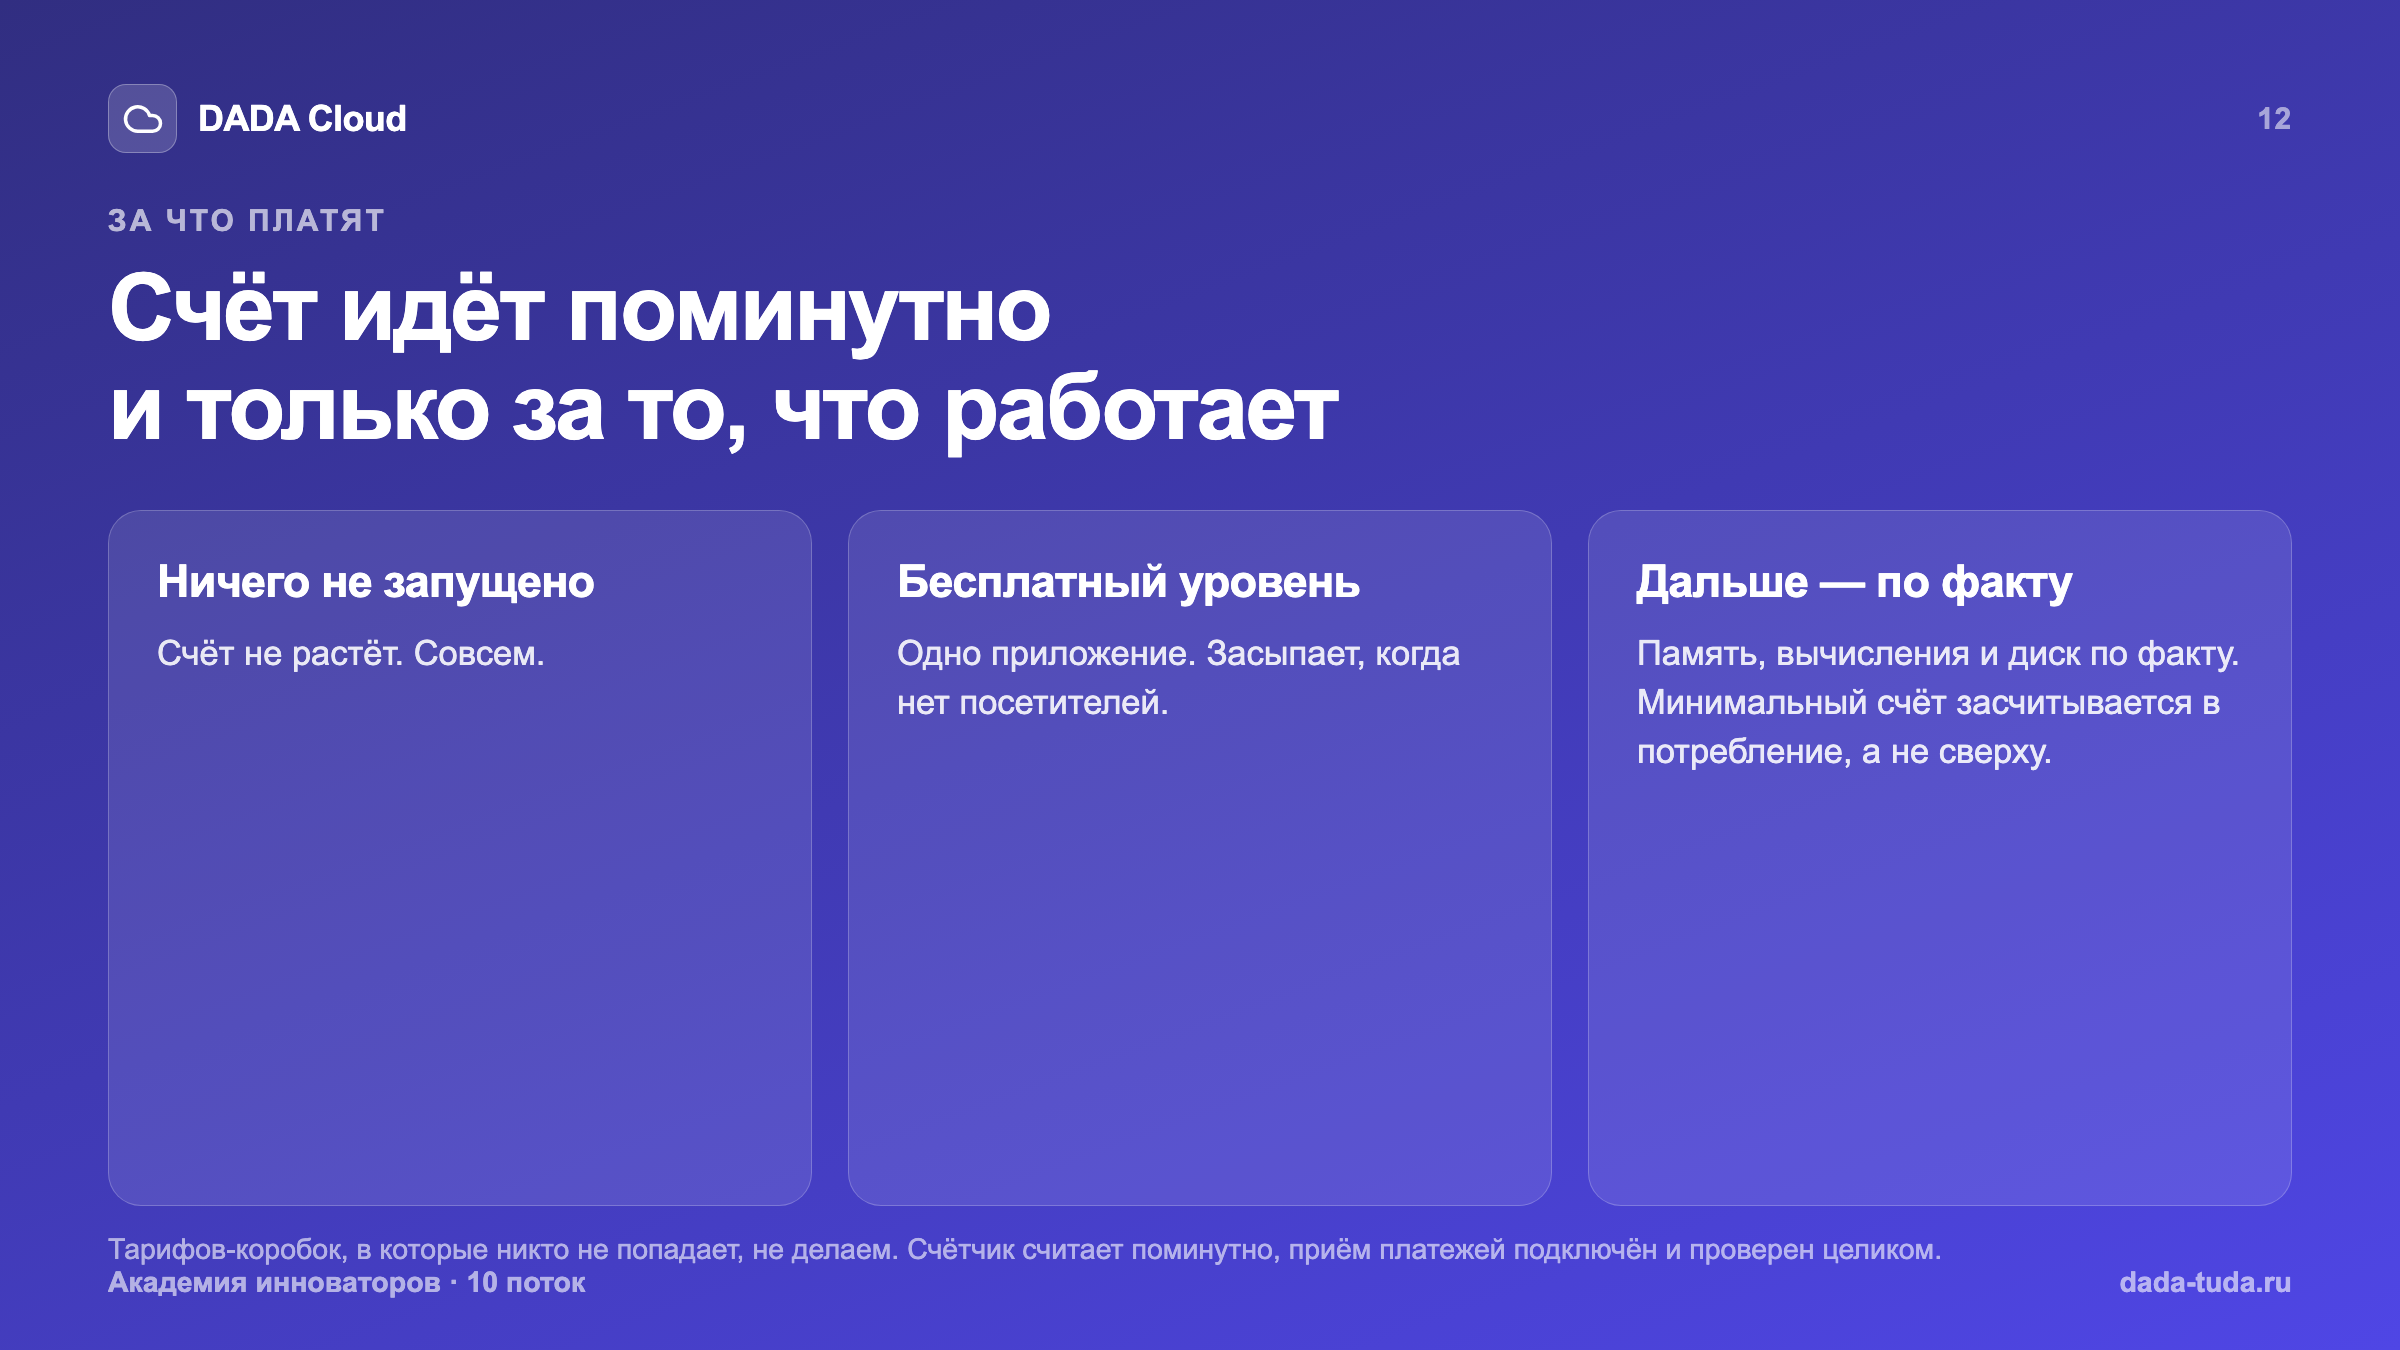 DADA Cloud
12
ЗА ЧТО ПЛАТЯТ
Счёт идёт поминутно
и только за то, что работает
Ничего не запущено
Счёт не растёт. Совсем.
Бесплатный уровень
Одно приложение. Засыпает, когда
нет посетителей.
Дальше — по факту
Память, вычисления и диск по факту.
Минимальный счёт засчитывается в
потребление, а не сверху.
Тарифов-коробок, в которые никто не попадает, не делаем. Счётчик считает поминутно, приём платежей подключён и проверен целиком.
Академия инноваторов · 10 поток
dada-tuda.ru